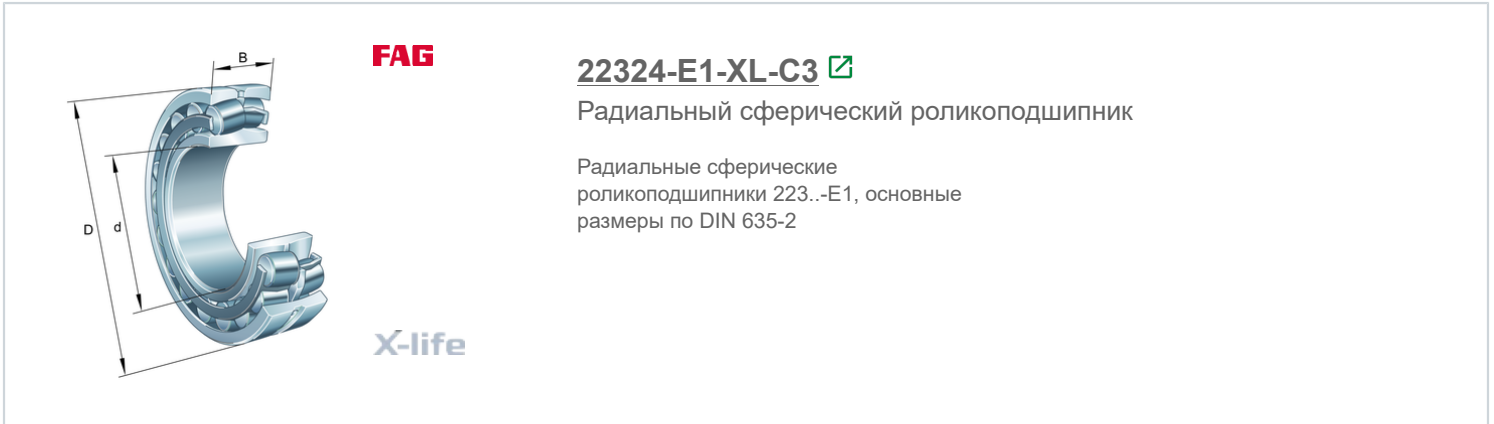 B
FAG
22324-E1-XL-C3
Радиальный сферический роликоподшипник
Радиальные сферические
роликоподшипники 223..-E1, основные
размеры по DIN 635-2
D
d
X-life